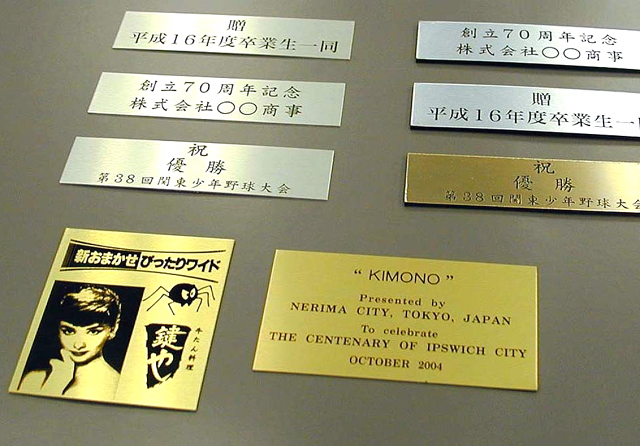 贈
平成16年度卒業生一同
創立70周年記念
株式会社○○商事
祝
優勝
第38回関東少年野球大会
創立70周年記念
株式会社○○商事
贈
平成16年度卒業生一同
祝
優勝
第38回関東少年野球大会
新おまかせぴったりワイド
鍵や
牛たん料理
"KIMONO"
Presented by
NERIMA CITY, TOKYO, JAPAN
To celebrate
THE CENTENARY OF IPSWICH CITY
OCTOBER 2004